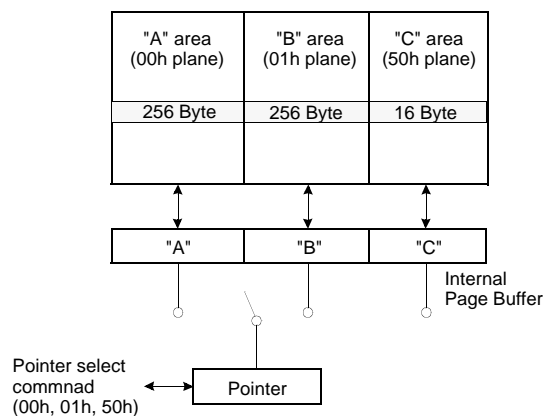 "A" area
(00h plane)
"B" area
(01h plane)
"C" area
(50h plane)
256 Byte
256 Byte
16 Byte
"A"
"B"
"C"
Internal
Page Buffer
Pointer select
commnad
(00h, 01h, 50h)
Pointer